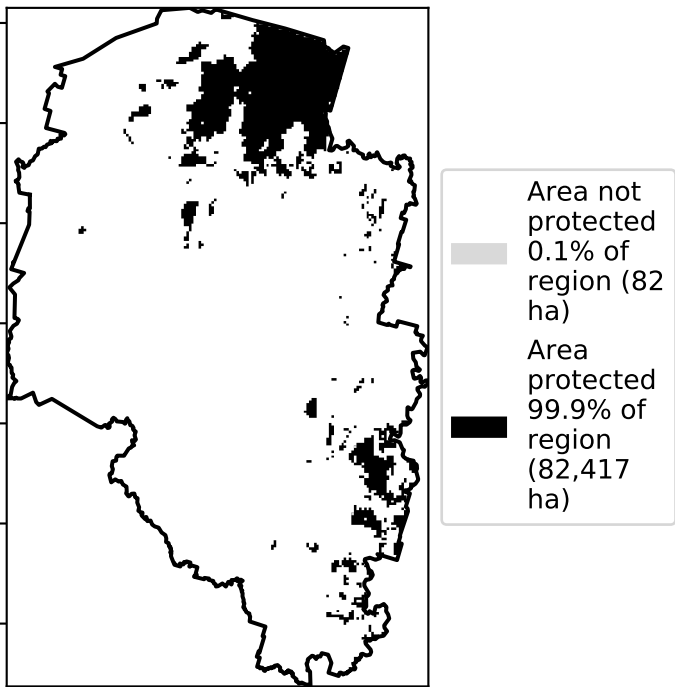 Area not
protected
0.1% of
region (82
ha)
Area
protected
99.9% of
region
(82,417
ha)